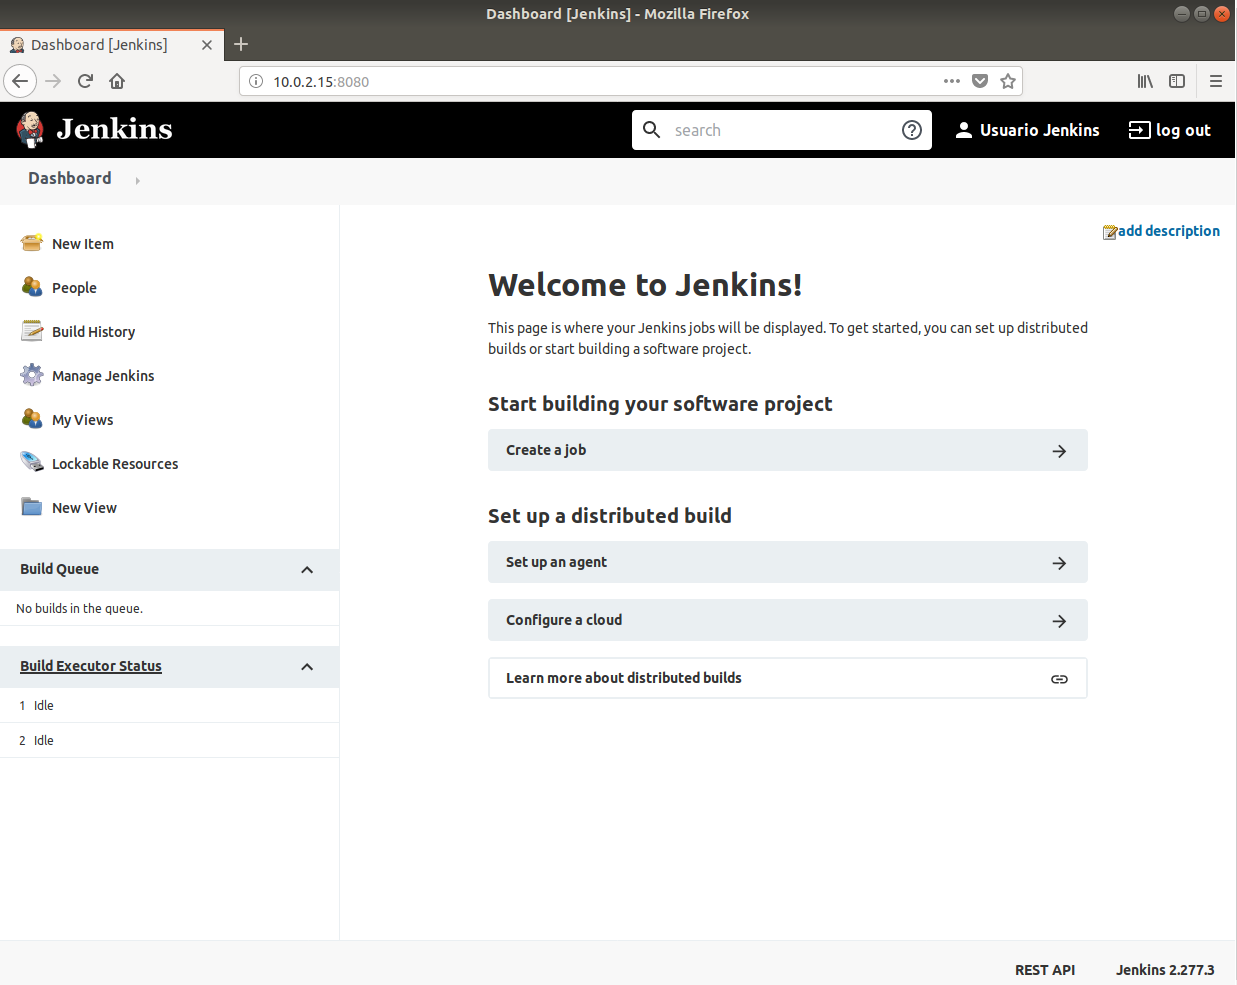 Dashboard [Jenkins] - Mozilla Firefox
Dashboard [Jenkins]
10.0.2.15:8080
Jenkins
search
Usuario Jenkins
log out
Dashboard
New Item
People
Build History
Manage Jenkins
My Views
Lockable Resources
New View
Build Queue
No builds in the queue.
Build Executor Status
1 Idle
2 Idle
add description
Welcome to Jenkins!
This page is where your Jenkins jobs will be displayed. To get started, you can set up distributed
builds or start building a software project.
Start building your software project
Create a job
Set up a distributed build
Set up an agent
Configure a cloud
Learn more about distributed builds
REST API
Jenkins 2.277.3